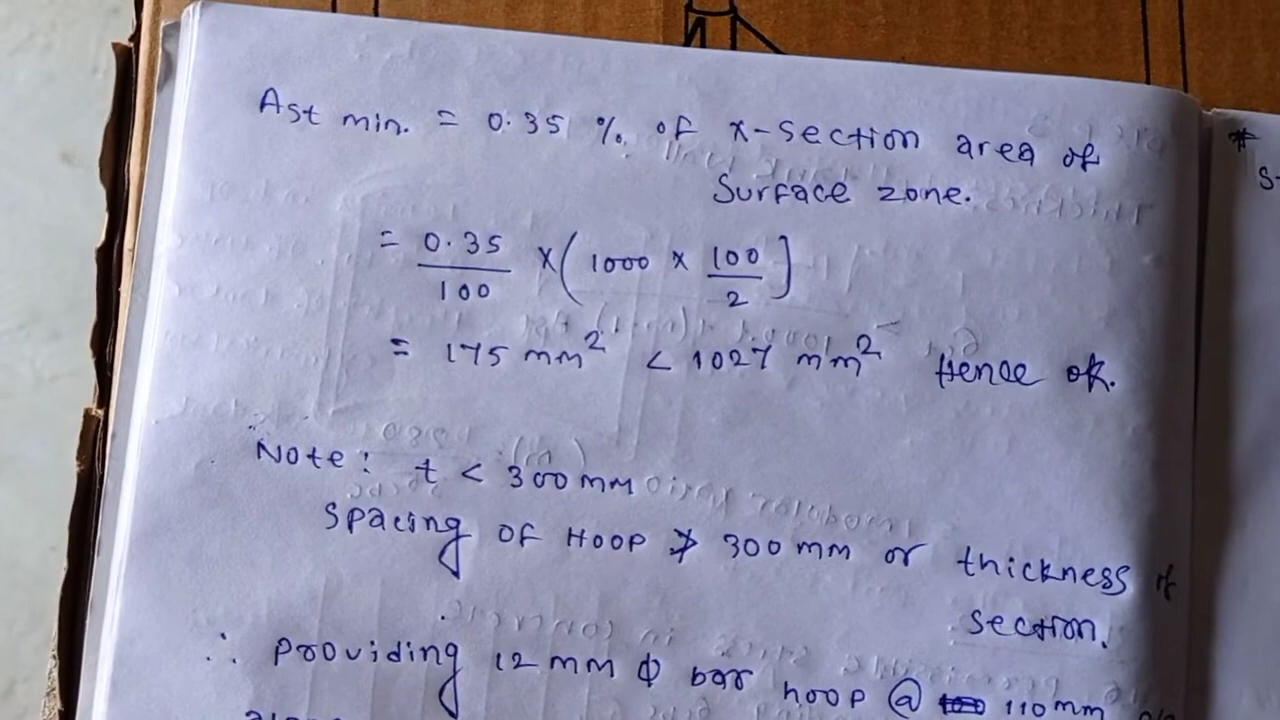 Ast min. = 0.35 % of x-section area of
surface zone.
= 0.35/100 × (1000 × 100/2)
= 175 mm² < 1027 mm² Hence ok.
Note: t < 300 mm
spacing of Hoop ≯ 300 mm or thickness of
section.
∴ Providing 12 mm ϕ bar hoop @ 110 mm